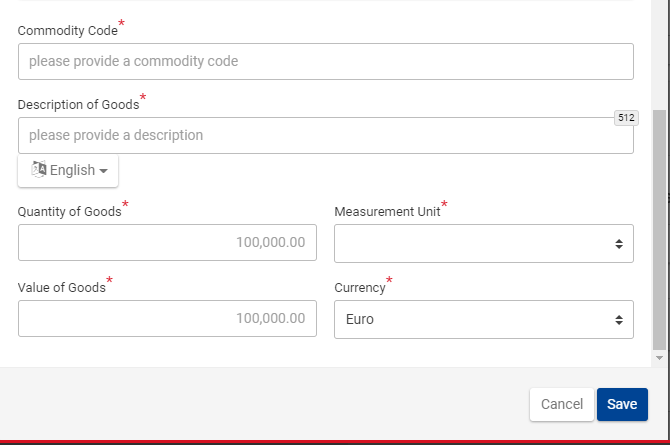 Commodity Code*
please provide a commodity code
Description of Goods*
512
please provide a description
English
Quantity of Goods*
Measurement Unit*
100,000.00
Value of Goods*
Currency*
100,000.00
Euro
Cancel
Save